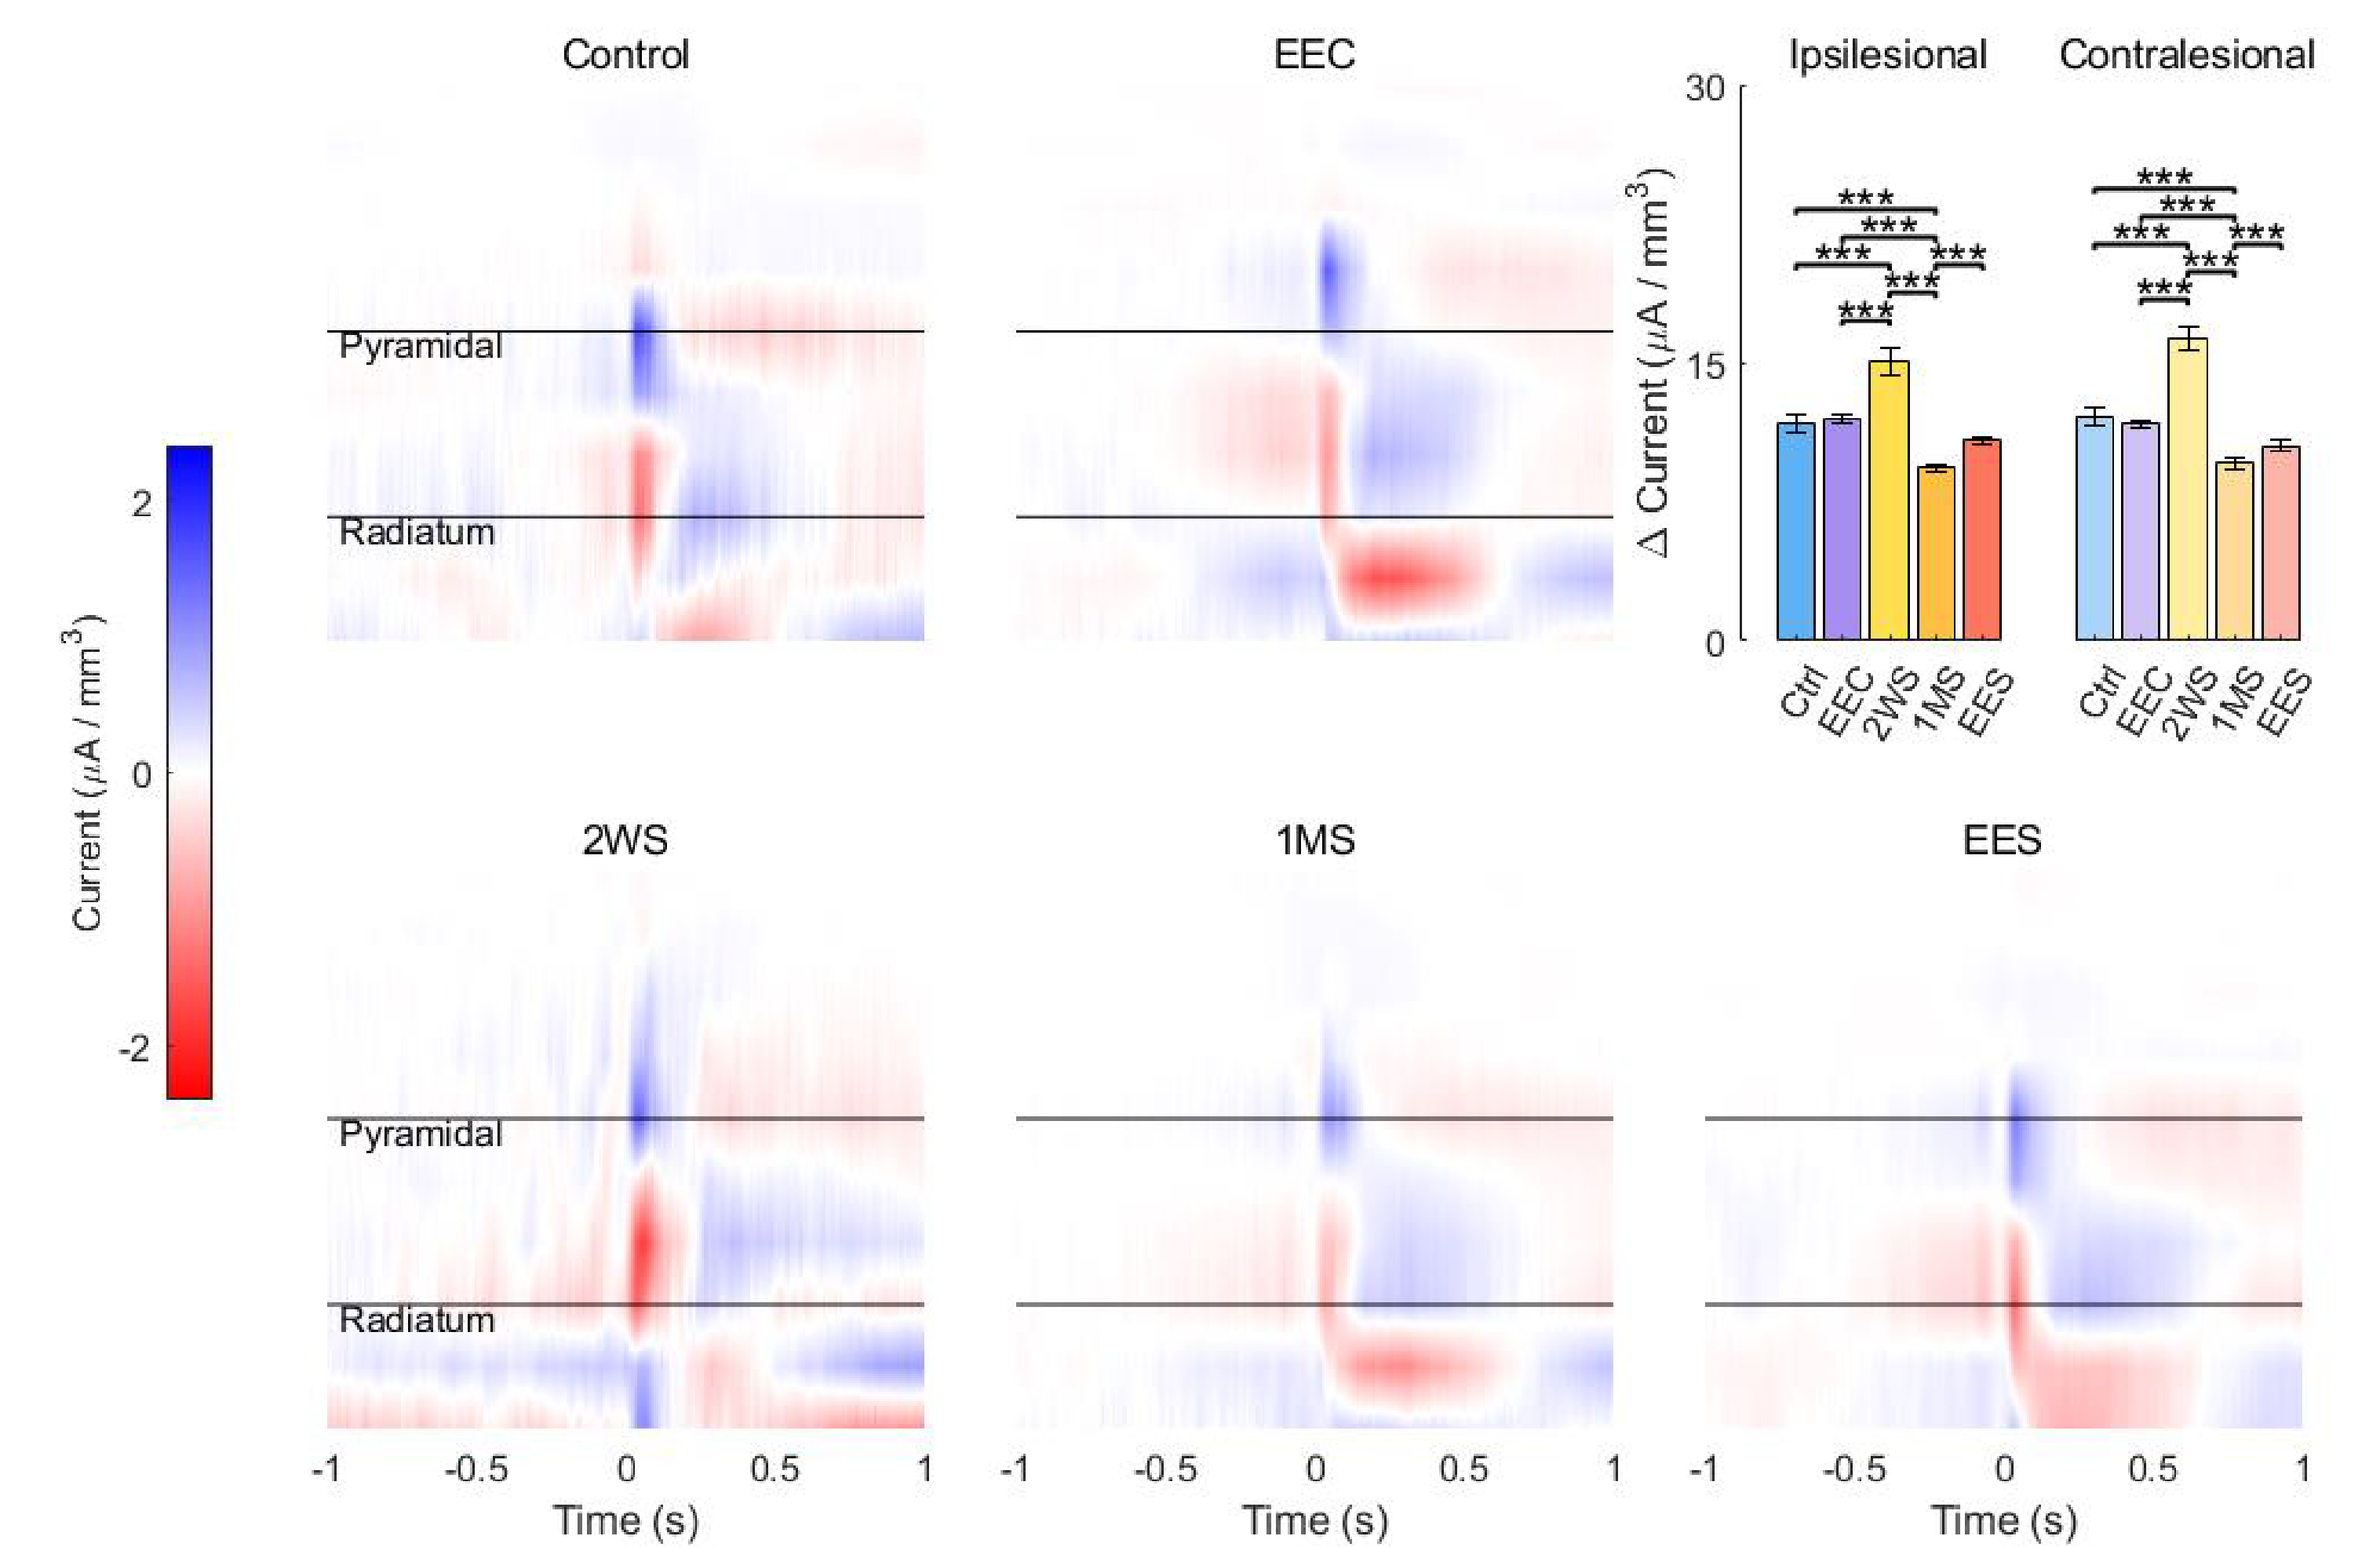 Control
EEC
Ipsilesional
Contralesional
30
15
0
Δ Current (μA / mm³)
***
***
***
***
***
***
***
***
***
***
***
***
Ctrl
EEC
2WS
1MS
EES
Ctrl
EEC
2WS
1MS
EES
Pyramidal
Radiatum
2
0
-2
Current (μA / mm³)
2WS
1MS
EES
Pyramidal
Radiatum
-1
-0.5
0
0.5
1
-1
-0.5
0
0.5
1
-1
-0.5
0
0.5
1
Time (s)
Time (s)
Time (s)